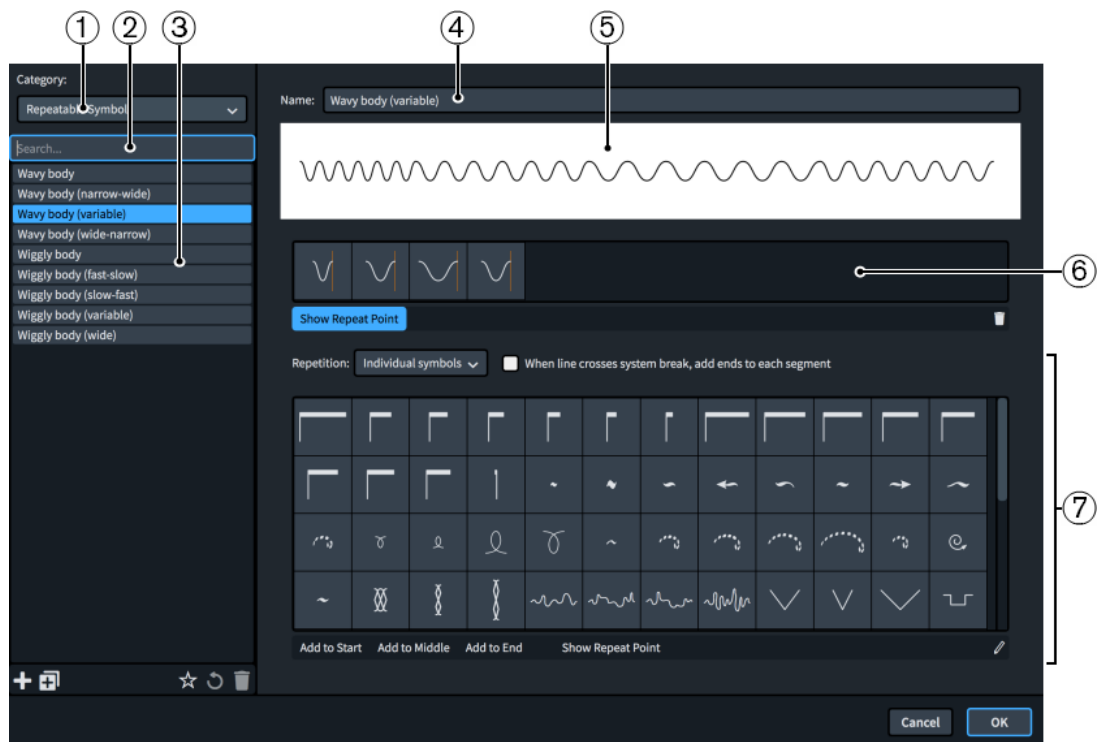 1 2 3 4 5
Category:
Repeatable Symbol
Search...
Wavy body
Wavy body (narrow-wide)
Wavy body (variable)
Wavy body (wide-narrow)
Wiggly body
Wiggly body (fast-slow)
Wiggly body (slow-fast)
Wiggly body (variable)
Wiggly body (wide)
Name: Wavy body (variable)
6
Show Repeat Point
Repetition: Individual symbols When line crosses system break, add ends to each segment
7
Add to Start Add to Middle Add to End Show Repeat Point
Cancel OK